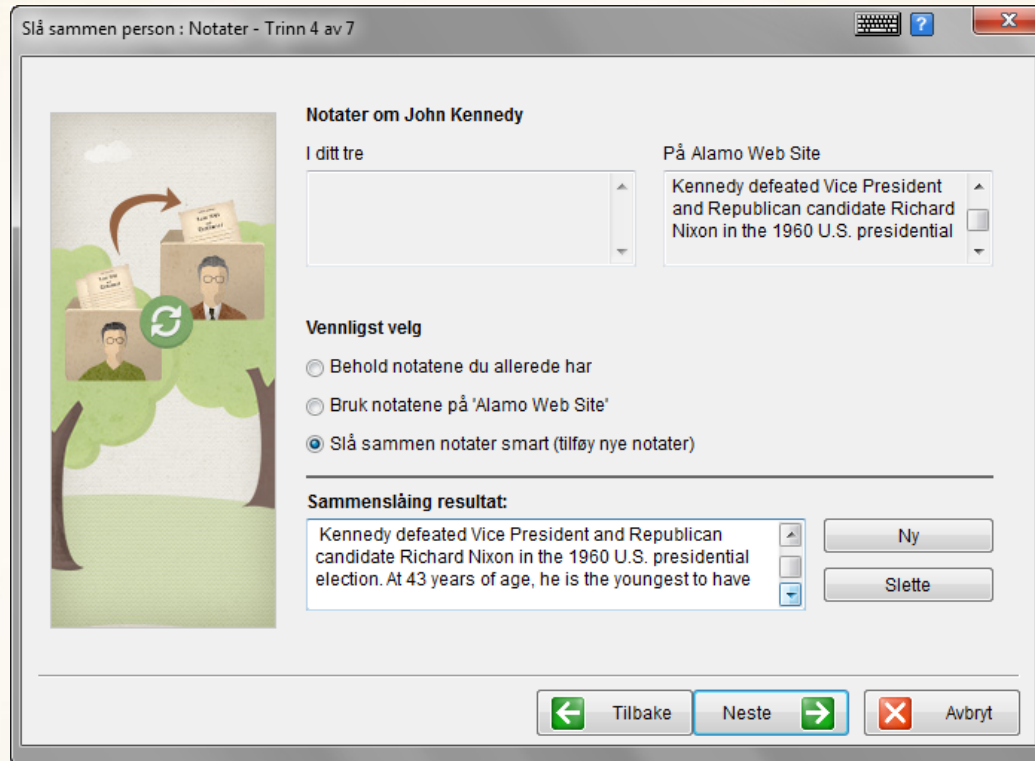 Slå sammen person : Notater - Trinn 4 av 7
Notater om John Kennedy
I ditt tre
På Alamo Web Site
Kennedy defeated Vice President
and Republican candidate Richard
Nixon in the 1960 U.S. presidential
Vennligst velg
Behold notatene du allerede har
Bruk notatene på 'Alamo Web Site'
Slå sammen notater smart (tilføy nye notater)
Sammenslåing resultat:
Kennedy defeated Vice President and Republican
candidate Richard Nixon in the 1960 U.S. presidential
election. At 43 years of age, he is the youngest to have
Ny
Slette
Tilbake
Neste
Avbryt